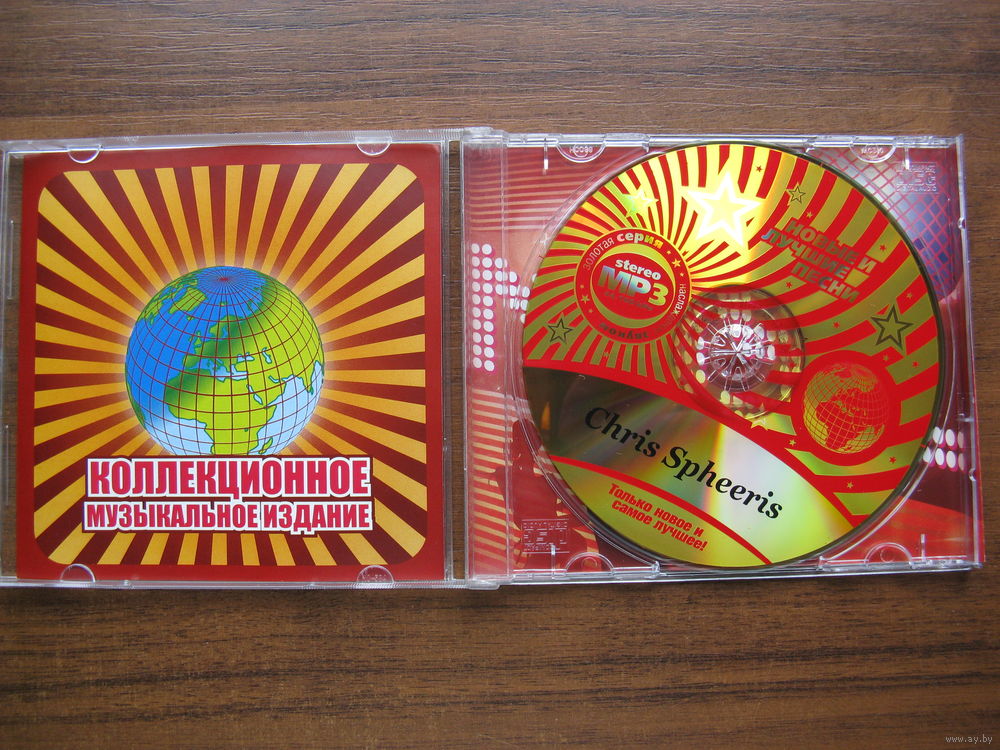 КОЛЛЕКЦИОННОЕ
МУЗЫКАЛЬНОЕ ИЗДАНИЕ
золотая серия
stereo
MP3
НОВЫЕ И
ЛУЧШИЕ
ПЕСНИ
Chris Spheeris
Только новое и
самое лучшее!
www.ay.by